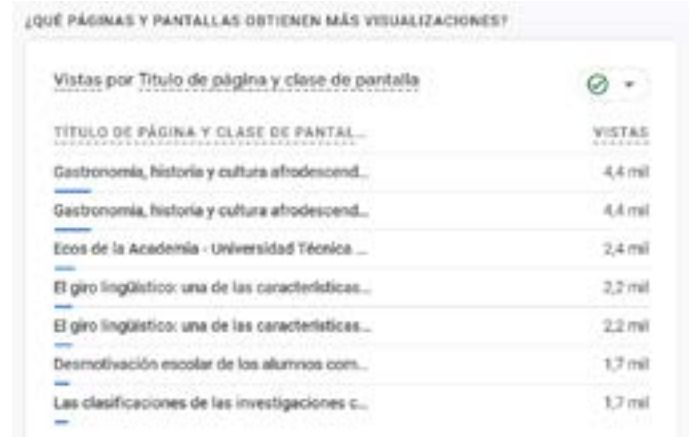 ¿QUÉ PÁGINAS Y PANTALLAS OBTIENEN MÁS VISUALIZACIONES?
Vistas por Título de página y clase de pantalla
TÍTULO DE PÁGINA Y CLASE DE PANTAL... VISTAS
Gastronomía, historia y cultura afrodescend... 4,4 mil
Gastronomía, historia y cultura afrodescend... 4,4 mil
Ecos de la Academia - Universidad Técnica ... 2,4 mil
El giro lingüístico: una de las características... 2,2 mil
El giro lingüístico: una de las características... 2,2 mil
Desmotivación escolar de los alumnos com... 1,7 mil
Las clasificaciones de las investigaciones c... 1,7 mil